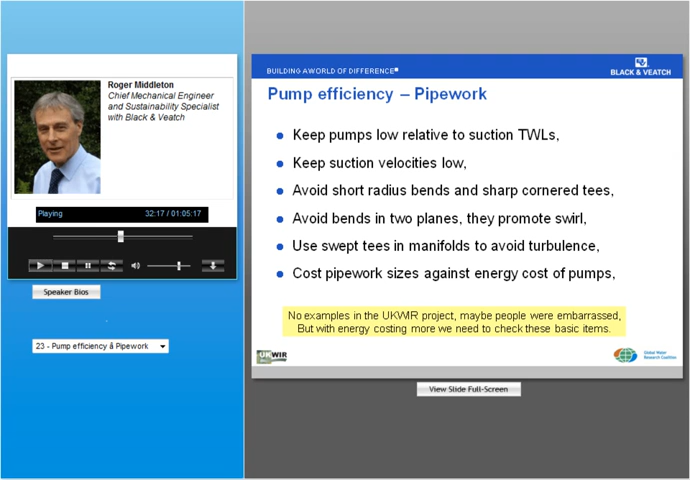 Roger Middleton
Chief Mechanical Engineer
and Sustainability Specialist
with Black & Veatch
Playing
32:17 / 01:05:17
Speaker Bios
23 - Pump efficiency â Pipework
BUILDING A WORLD OF DIFFERENCE
BLACK & VEATCH
Pump efficiency – Pipework
Keep pumps low relative to suction TWLs,
Keep suction velocities low,
Avoid short radius bends and sharp cornered tees,
Avoid bends in two planes, they promote swirl,
Use swept tees in manifolds to avoid turbulence,
Cost pipework sizes against energy cost of pumps,
No examples in the UKWIR project, maybe people were embarrassed,
But with energy costing more we need to check these basic items.
UKWIR
Global Water
Research Coalition
View Slide Full-Screen